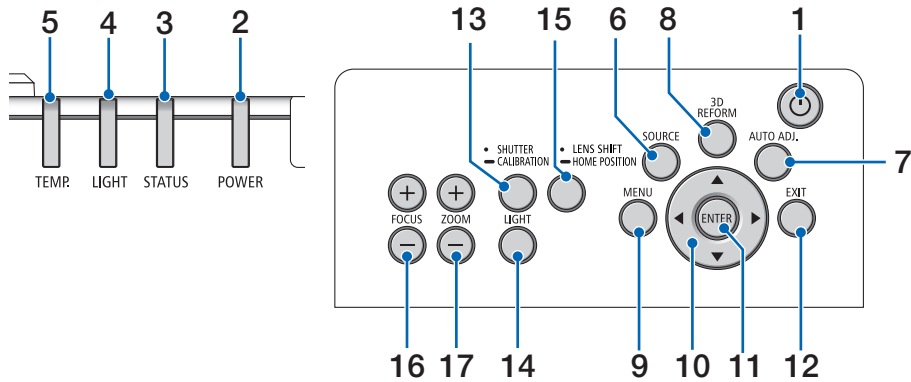 5 4 3 2 13 15 6 8 1
3D
REFORM
• SHUTTER
CALIBRATION
• LENS SHIFT
HOME POSITION
SOURCE
AUTO ADJ.
7
TEMP. LIGHT STATUS POWER
+ +
FOCUS ZOOM LIGHT
− −
MENU
ENTER
EXIT
16 17 14 9 10 11 12